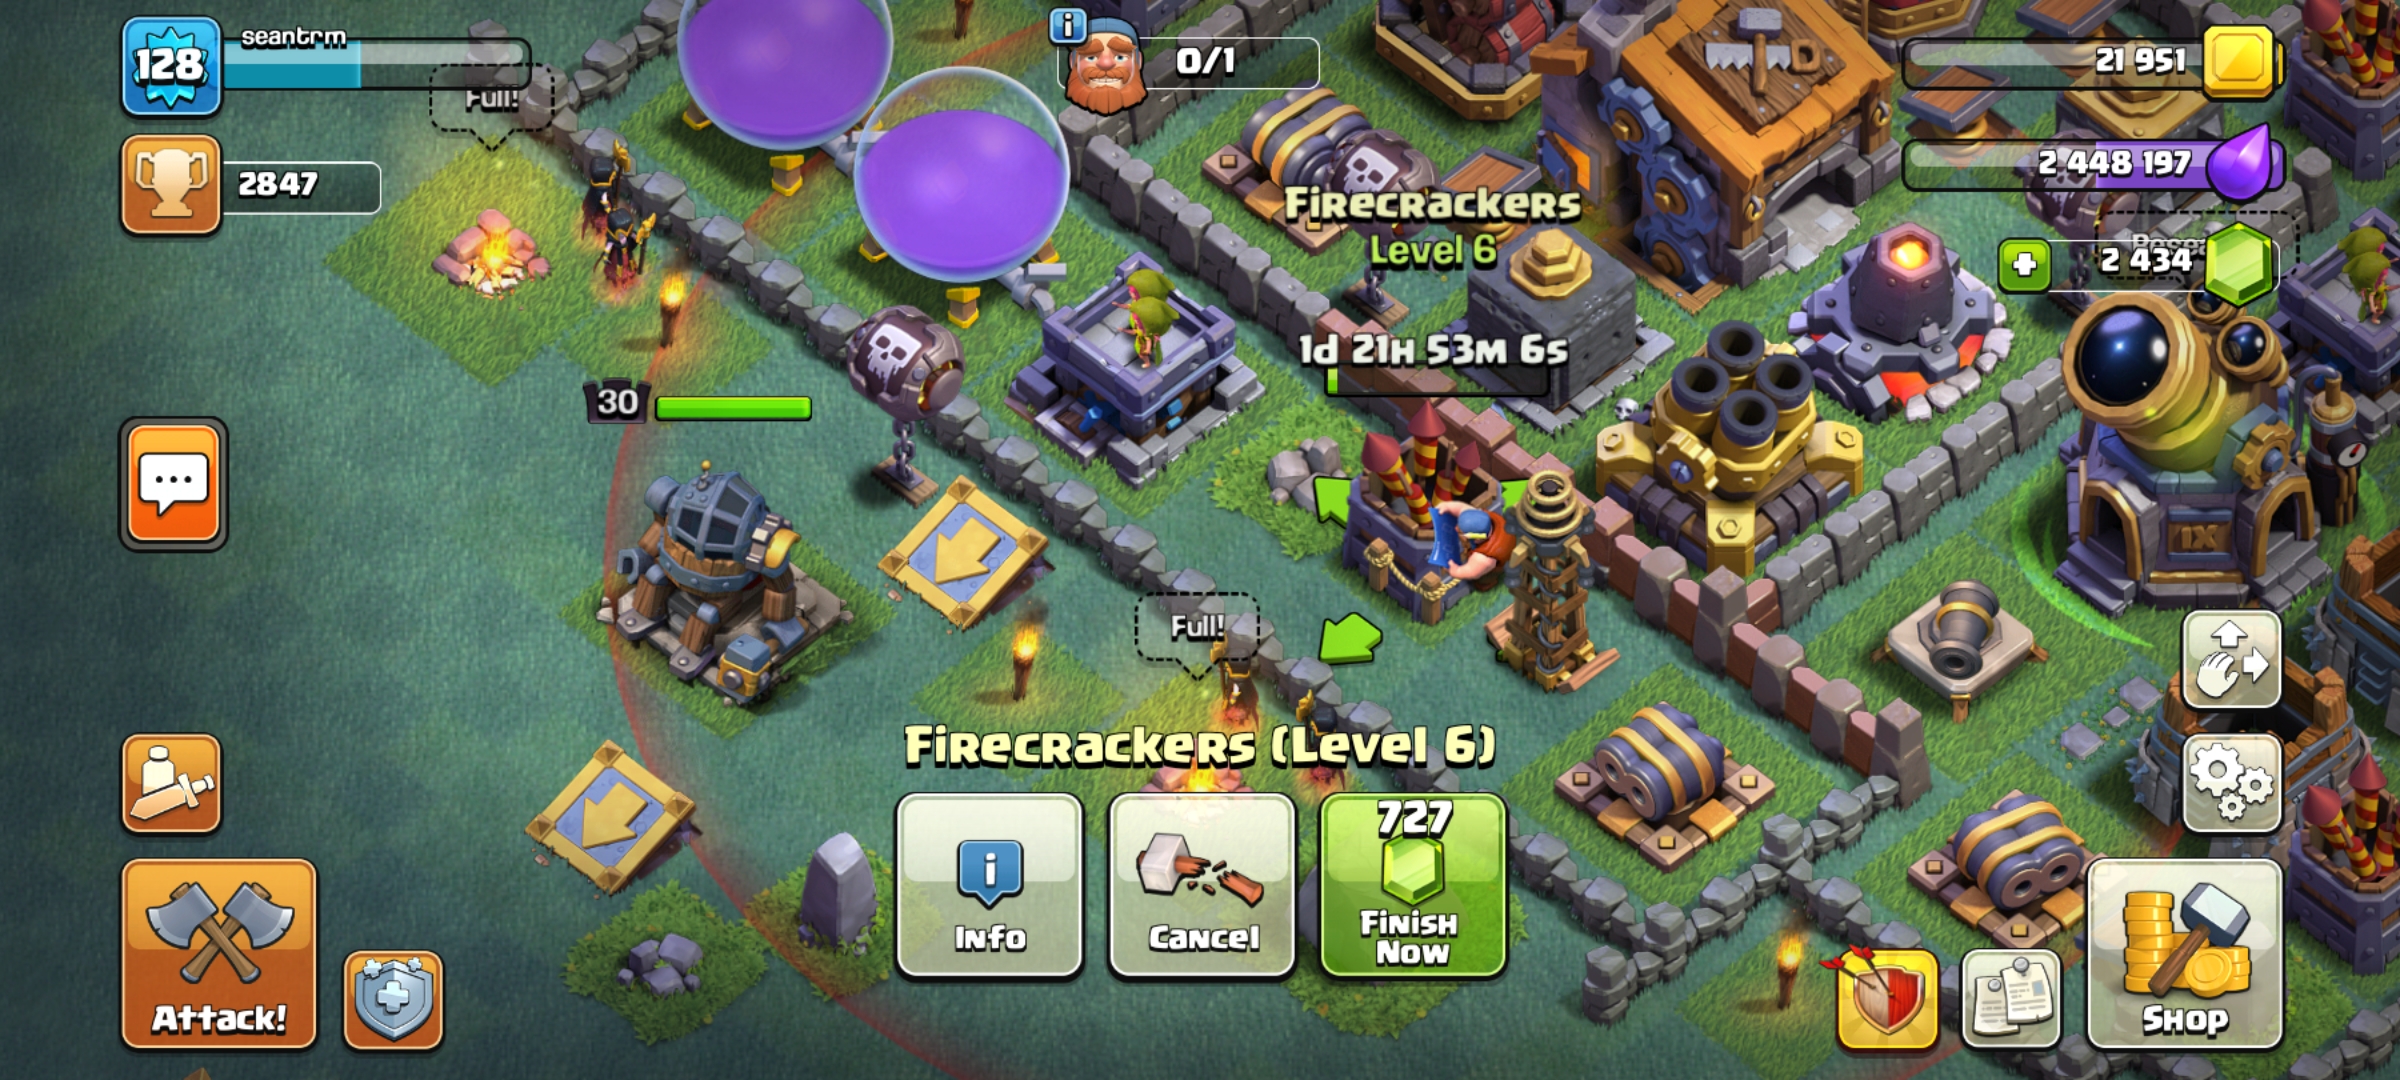 128
seantrm
0/1
21 951
Full!
2847
2 448 197
Firecrackers
Level 6
2 434
1d 21h 53m 6s
30
IX
Full!
Firecrackers (Level 6)
727
Info
Cancel
Finish
Now
Attack!
Shop